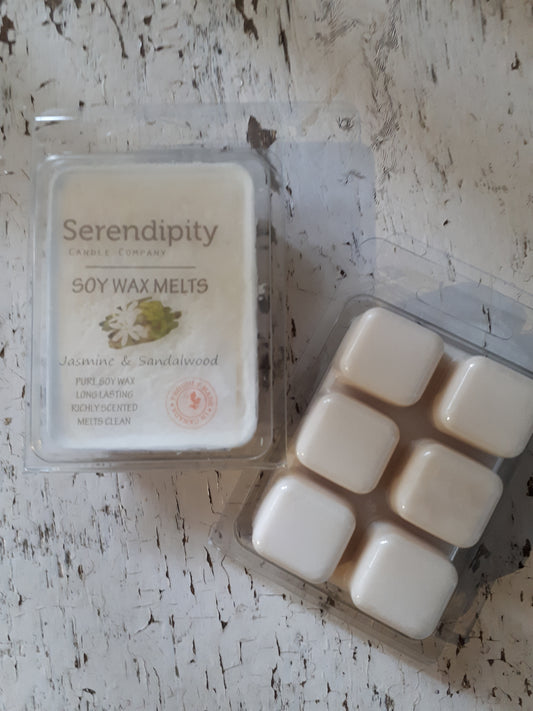 Serendipity
CANDLE COMPANY
SOY WAX MELTS
Jasmine & Sandalwood
PURE SOY WAX
LONG LASTING
RICHLY SCENTED
MELTS CLEAN